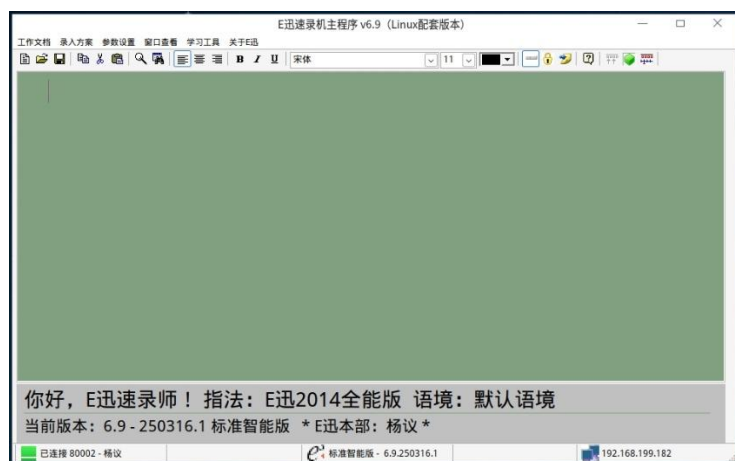 E迅速录机主程序 v6.9（Linux配套版本）
工作文档 录入方案 参数设置 窗口查看 学习工具 关于E迅
B I U 宋体 11
你好，E迅速录师！ 指法：E迅2014全能版 语境：默认语境
当前版本：6.9 - 250316.1 标准智能版 * E迅本部：杨议 *
已连接 80002 - 杨议 标准智能版 - 6.9.250316.1 192.168.199.182